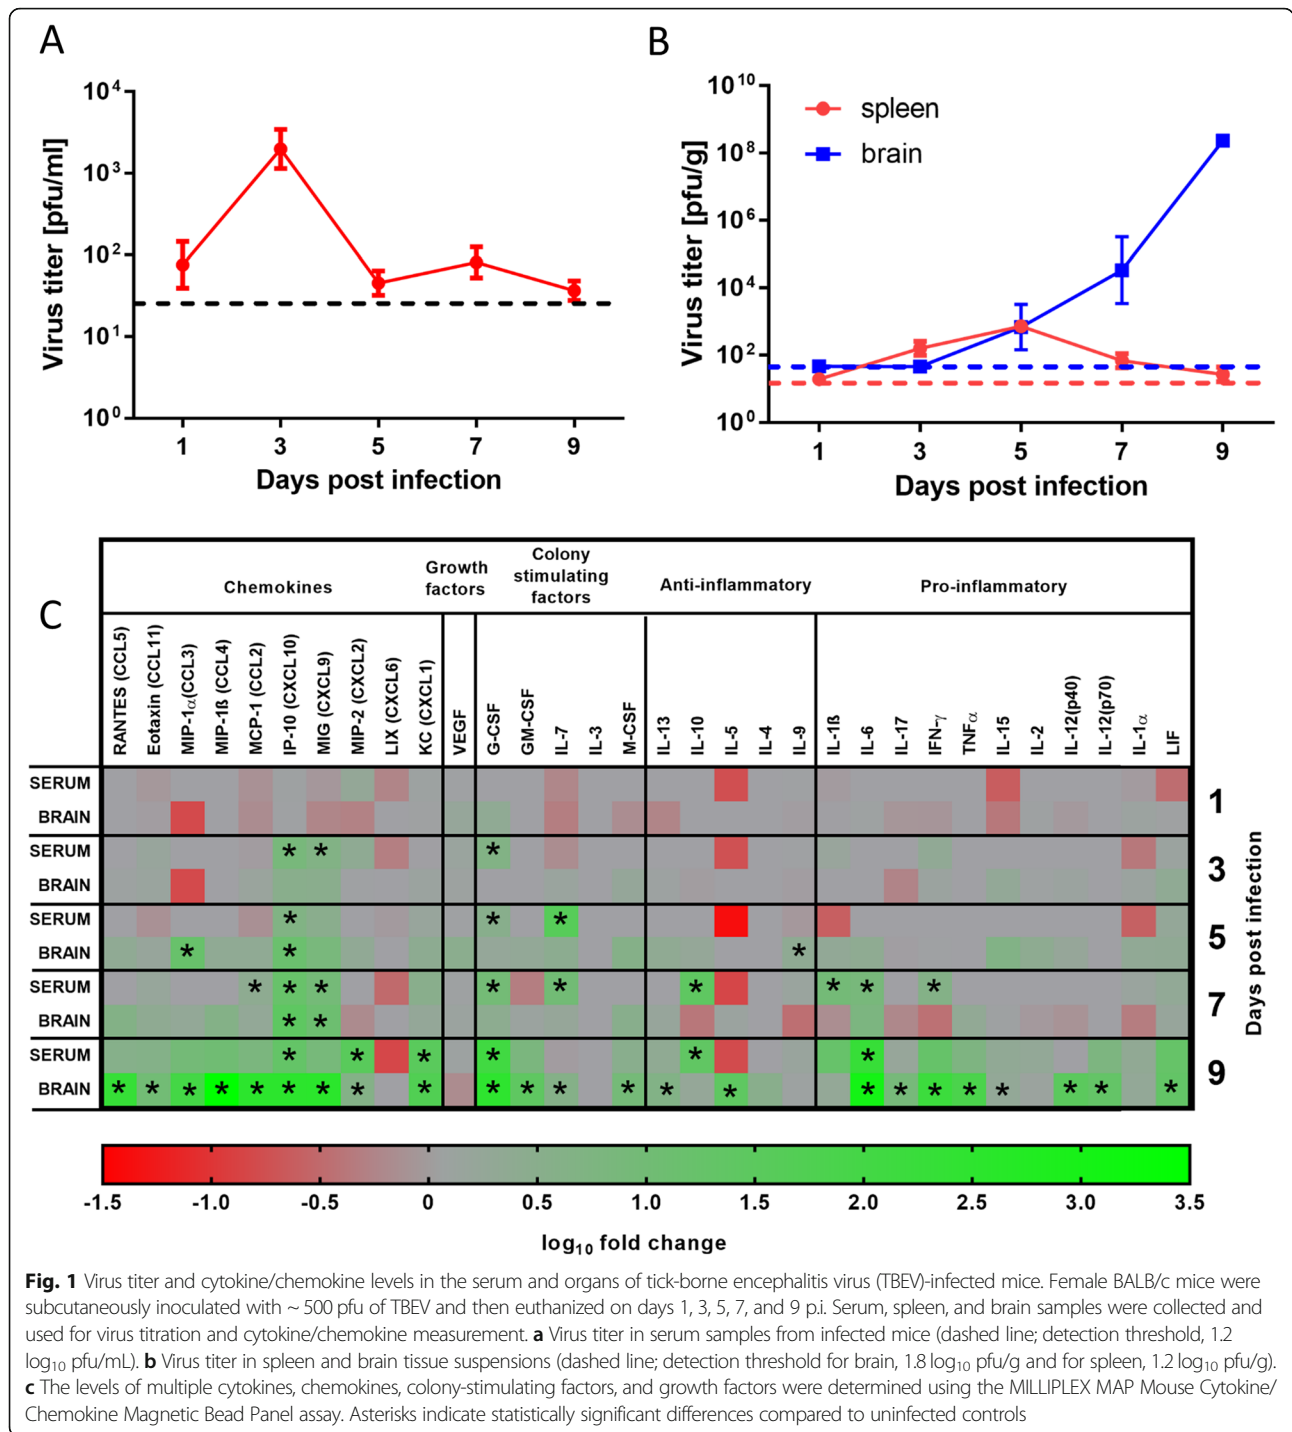 A
10⁴
10³
10²
10¹
10⁰
Virus titer [pfu/ml]
1 3 5 7 9
Days post infection
B
10¹⁰
10⁸
10⁶
10⁴
10²
10⁰
Virus titer [pfu/g]
spleen
brain
1 3 5 7 9
Days post infection
C
Chemokines
Growth
factors
Colony
stimulating
factors
Anti-inflammatory
Pro-inflammatory
RANTES (CCL5)
Eotaxin (CCL11)
MIP-1α(CCL3)
MIP-1ß (CCL4)
MCP-1 (CCL2)
IP-10 (CXCL10)
MIG (CXCL9)
MIP-2 (CXCL2)
LIX (CXCL6)
KC (CXCL1)
VEGF
G-CSF
GM-CSF
IL-7
IL-3
M-CSF
IL-13
IL-10
IL-5
IL-4
IL-9
IL-1ß
IL-6
IL-17
IFN-γ
TNFα
IL-15
IL-2
IL-12(p40)
IL-12(p70)
IL-1α
LIF
SERUM
BRAIN
1
SERUM * * *
BRAIN
3
SERUM * * *
BRAIN * * *
5
SERUM * * * * * * * * *
BRAIN * *
7
SERUM * * * * * *
BRAIN * * * * * * * * * * * * * * * * * * * * * * *
9
Days post infection
-1.5 -1.0 -0.5 0 0.5 1.0 1.5 2.0 2.5 3.0 3.5
log₁₀ fold change
Fig. 1 Virus titer and cytokine/chemokine levels in the serum and organs of tick-borne encephalitis virus (TBEV)-infected mice. Female BALB/c mice were
subcutaneously inoculated with ~ 500 pfu of TBEV and then euthanized on days 1, 3, 5, 7, and 9 p.i. Serum, spleen, and brain samples were collected and
used for virus titration and cytokine/chemokine measurement. a Virus titer in serum samples from infected mice (dashed line; detection threshold, 1.2
log₁₀ pfu/mL). b Virus titer in spleen and brain tissue suspensions (dashed line; detection threshold for brain, 1.8 log₁₀ pfu/g and for spleen, 1.2 log₁₀ pfu/g).
c The levels of multiple cytokines, chemokines, colony-stimulating factors, and growth factors were determined using the MILLIPLEX MAP Mouse Cytokine/
Chemokine Magnetic Bead Panel assay. Asterisks indicate statistically significant differences compared to uninfected controls